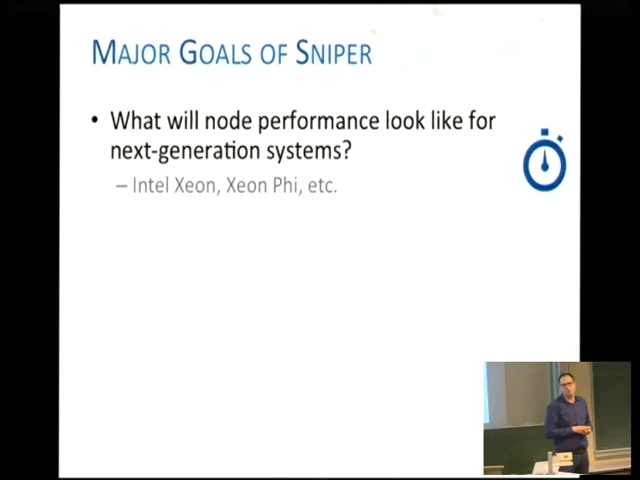 MAJOR GOALS OF SNIPER
• What will node performance look like for
next-generation systems?
– Intel Xeon, Xeon Phi, etc.